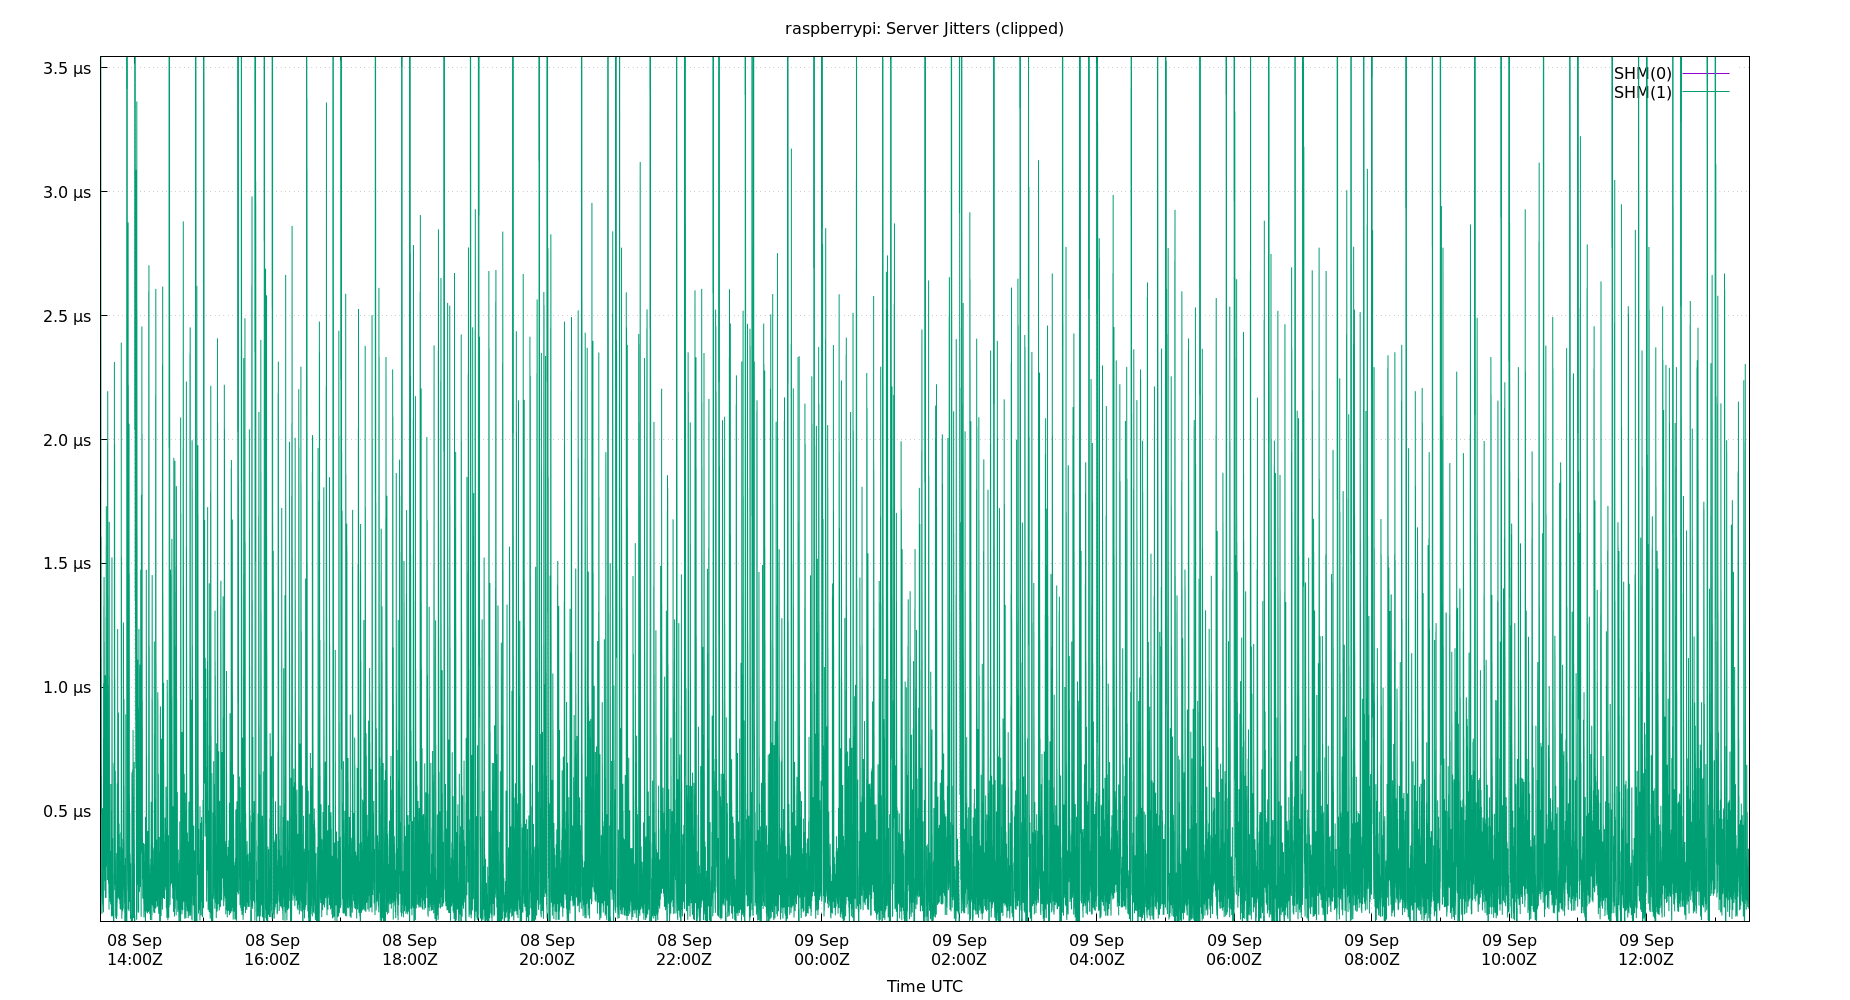 raspberrypi: Server Jitters (clipped)
3.5 µs
3.0 µs
2.5 µs
2.0 µs
1.5 µs
1.0 µs
0.5 µs
SHM(0)
SHM(1)
08 Sep 08 Sep 08 Sep 08 Sep 08 Sep 09 Sep 09 Sep 09 Sep 09 Sep 09 Sep 09 Sep 09 Sep
14:00Z 16:00Z 18:00Z 20:00Z 22:00Z 00:00Z 02:00Z 04:00Z 06:00Z 08:00Z 10:00Z 12:00Z
Time UTC